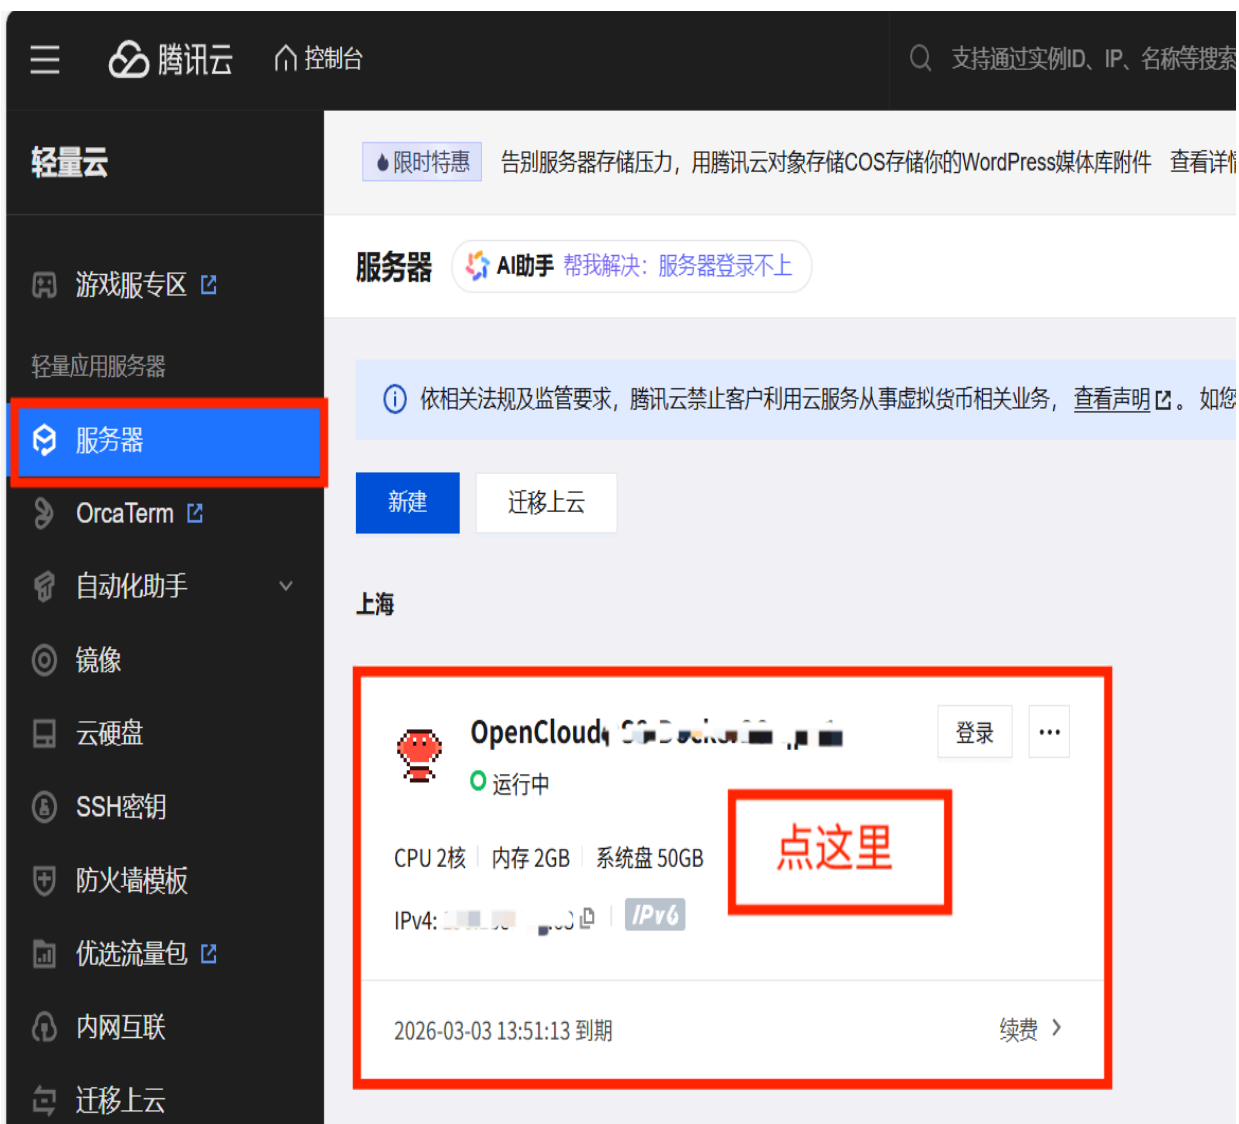 腾讯云 控制台 支持通过实例ID、IP、名称等搜索
轻量云
限时特惠 告别服务器存储压力，用腾讯云对象存储COS存储你的WordPress媒体库附件 查看详情
服务器 AI助手 帮我解决：服务器登录不上
游戏服专区
轻量应用服务器
依相关法规及监管要求，腾讯云禁止客户利用云服务从事虚拟货币相关业务，查看声明。如您
服务器
新建 迁移上云
OrcaTerm
自动化助手
上海
镜像
云硬盘
OpenCloud
登录 ···
运行中
SSH密钥
点这里
CPU 2核 内存 2GB 系统盘 50GB
防火墙模板
IPv4: IPv6
优选流量包
内网互联
2026-03-03 13:51:13 到期 续费
迁移上云